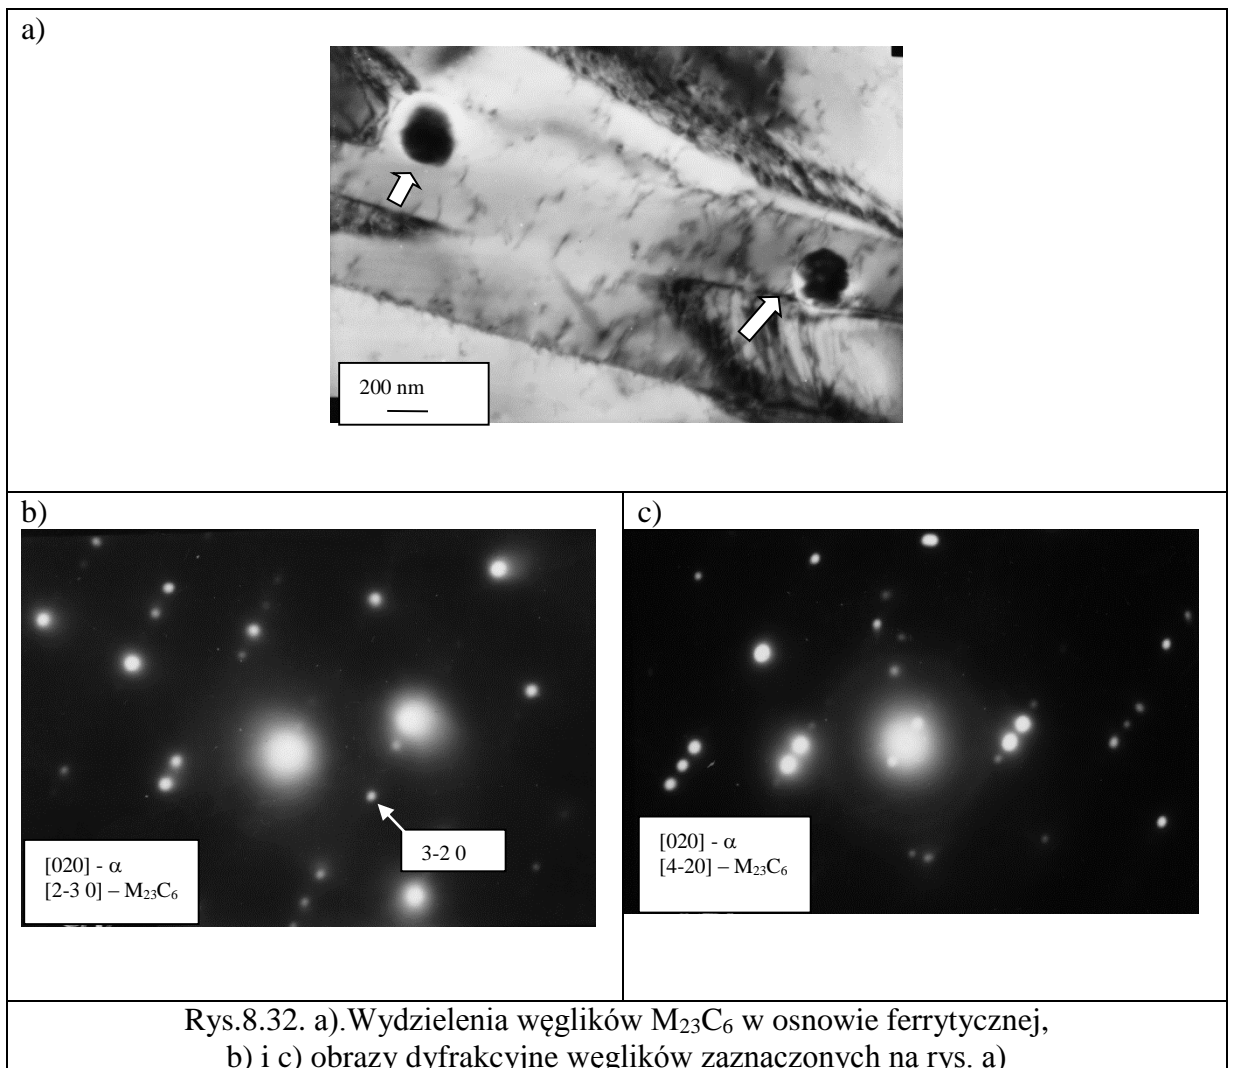 a)
200 nm
b)
c)
3-2 0
[020] - α
[2-3 0] – M₂₃C₆
[020] - α
[4-20] – M₂₃C₆
Rys.8.32. a).Wydzielenia węglików M₂₃C₆ w osnowie ferrytycznej,
b) i c) obrazy dyfrakcyjne węglików zaznaczonych na rys. a)